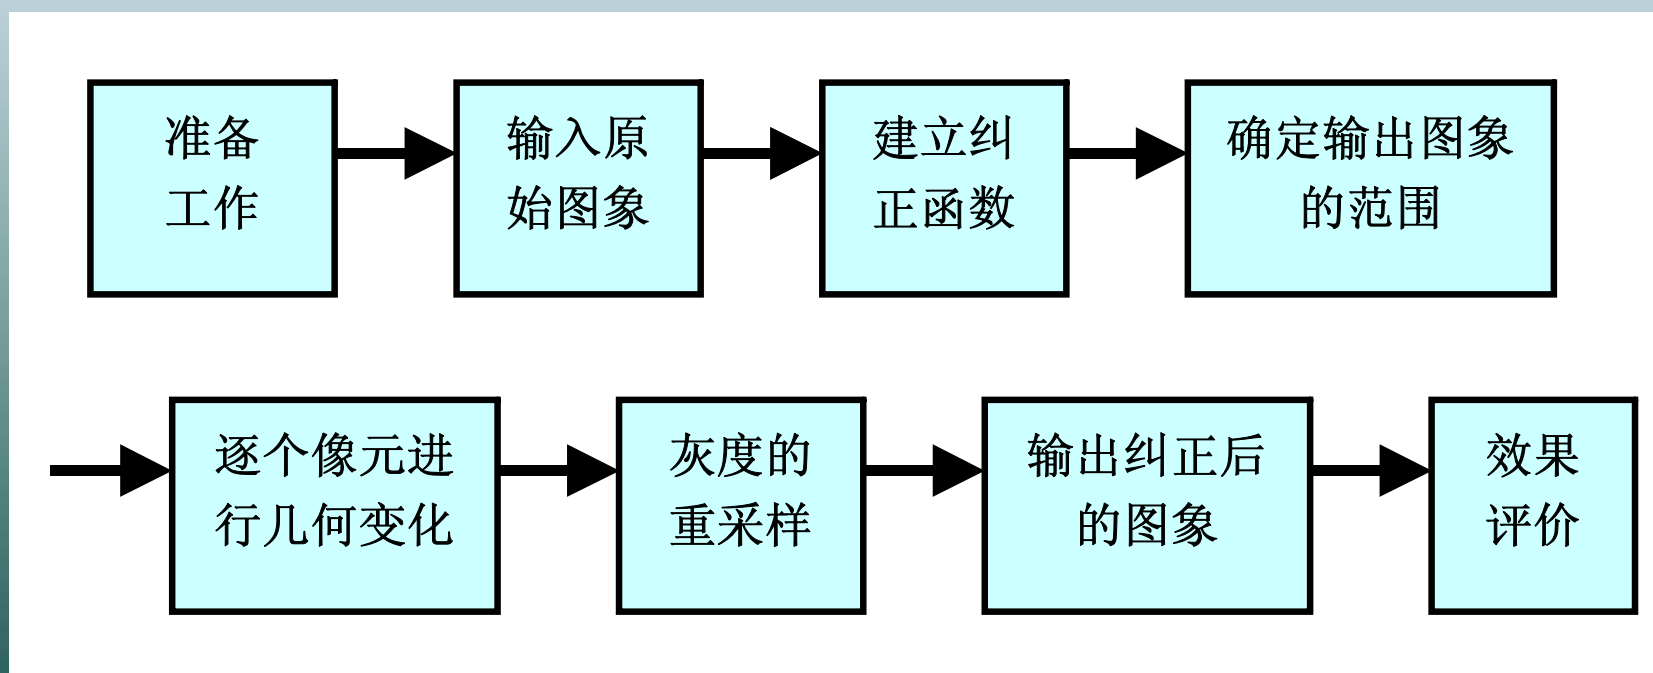 准备
工作
输入原
始图象
建立纠
正函数
确定输出图象
的范围
逐个像元进
行几何变化
灰度的
重采样
输出纠正后
的图象
效果
评价